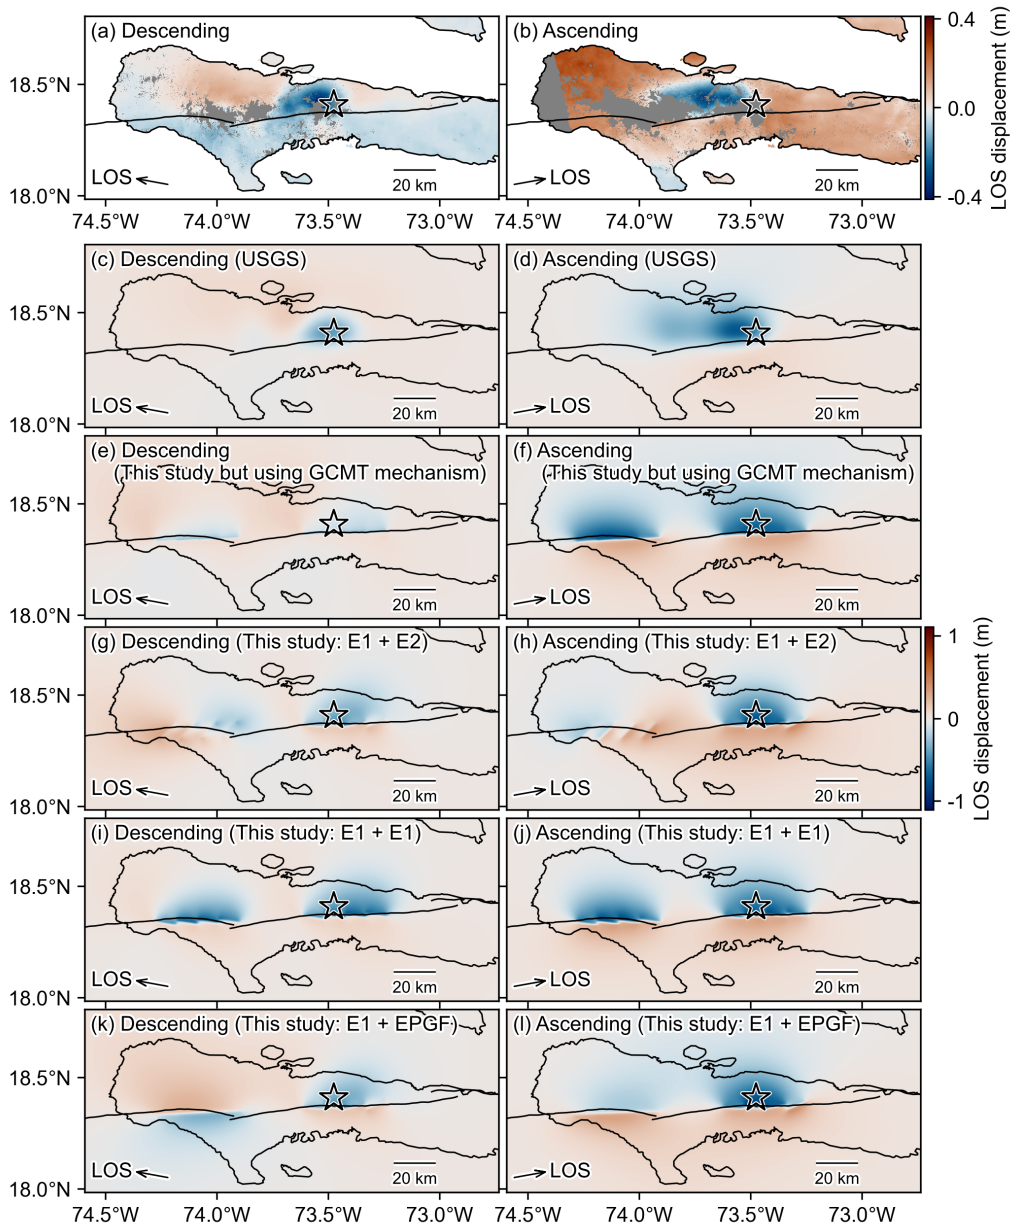 (a) Descending
(b) Ascending
0.4
0.0
-0.4
LOS displacement (m)
18.5°N
18.0°N
LOS
20 km
LOS
20 km
74.5°W 74.0°W 73.5°W 73.0°W
74.5°W 74.0°W 73.5°W 73.0°W
(c) Descending (USGS)
(d) Ascending (USGS)
18.5°N
18.0°N
LOS
20 km
LOS
20 km
(e) Descending
(This study but using GCMT mechanism)
(f) Ascending
(This study but using GCMT mechanism)
18.5°N
18.0°N
LOS
20 km
LOS
20 km
(g) Descending (This study: E1 + E2)
(h) Ascending (This study: E1 + E2)
1
0
-1
LOS displacement (m)
18.5°N
18.0°N
LOS
20 km
LOS
20 km
(i) Descending (This study: E1 + E1)
(j) Ascending (This study: E1 + E1)
18.5°N
18.0°N
LOS
20 km
LOS
20 km
(k) Descending (This study: E1 + EPGF)
(l) Ascending (This study: E1 + EPGF)
18.5°N
18.0°N
LOS
20 km
LOS
20 km
74.5°W 74.0°W 73.5°W 73.0°W
74.5°W 74.0°W 73.5°W 73.0°W